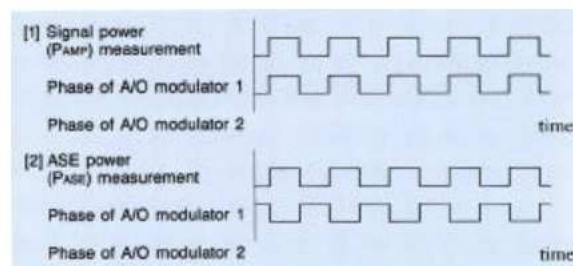 [1] Signal power
(PAMP) measurement
Phase of A/O modulator 1
Phase of A/O modulator 2
time
[2] ASE power
(PASE) measurement
Phase of A/O modulator 1
Phase of A/O modulator 2
time